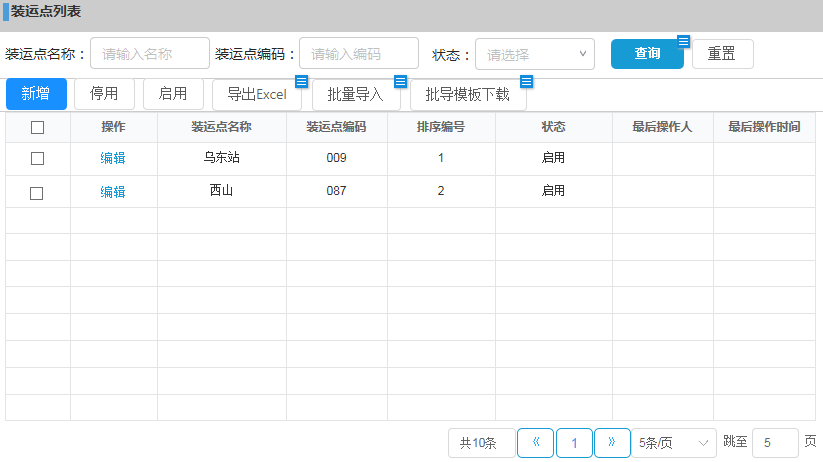 装运点列表
装运点名称： 请输入名称 装运点编码： 请输入编码 状态： 请选择 查询 重置
新增 停用 启用 导出Excel 批量导入 批导模板下载
操作 装运点名称 装运点编码 排序编号 状态 最后操作人 最后操作时间
编辑 乌东站 009 1 启用
编辑 西山 087 2 启用
共10条 《 1 》 5条/页 跳至 5 页